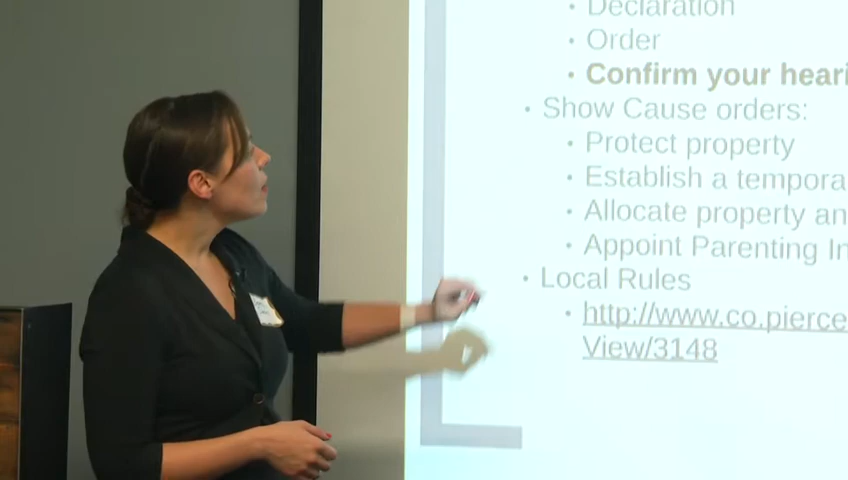 • Declaration
• Order
• Confirm your heari
• Show Cause orders:
• Protect property
• Establish a tempora
• Allocate property an
• Appoint Parenting In
• Local Rules
• http://www.co.pierce
View/3148